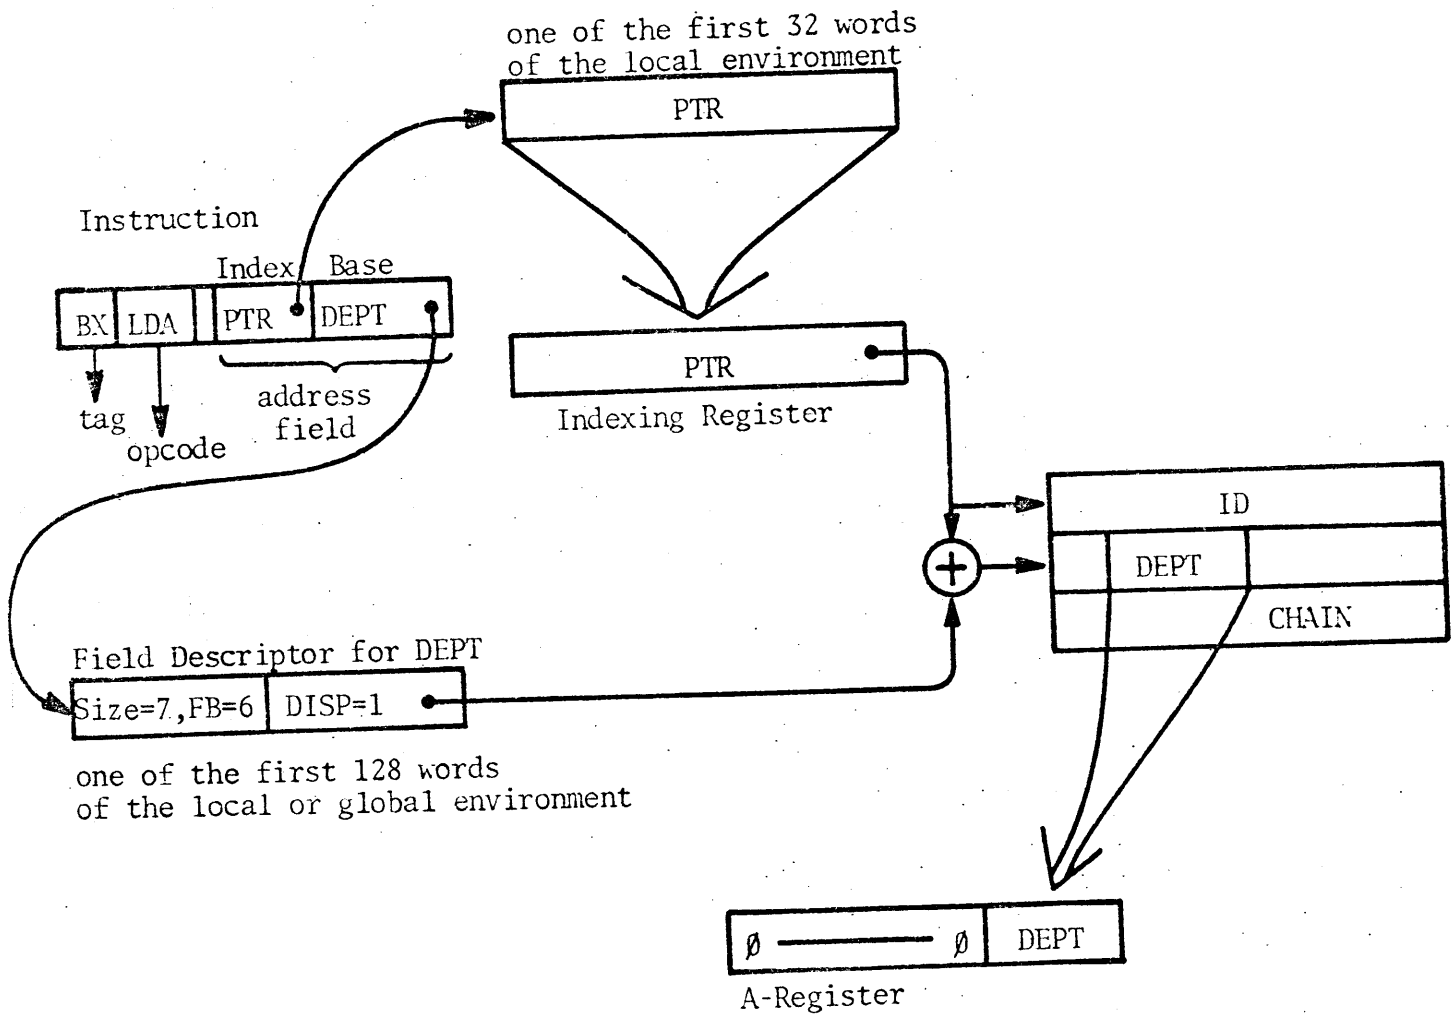 one of the first 32 words
of the local environment
PTR
Instruction
Index Base
BX LDA PTR DEPT
tag
opcode
address
field
PTR
Indexing Register
ID
DEPT
CHAIN
+
Field Descriptor for DEPT
Size=7,FB=6 DISP=1
one of the first 128 words
of the local or global environment
Ø Ø DEPT
A-Register